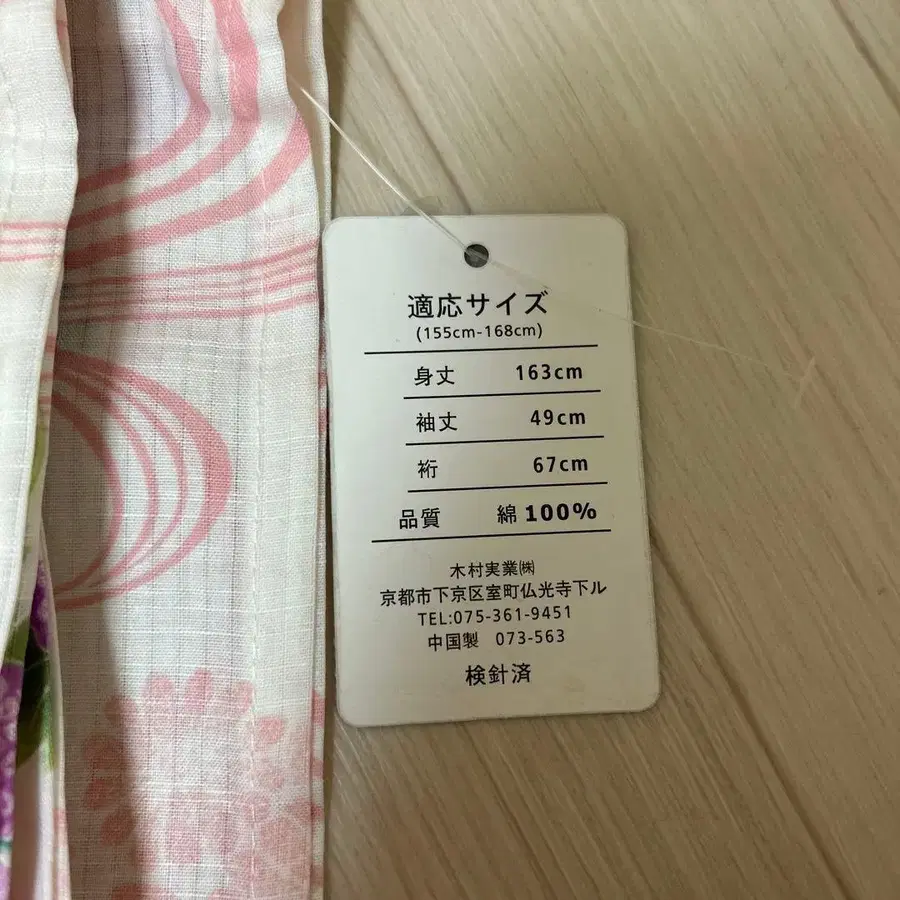 適応サイズ
(155cm-168cm)
身丈 163cm
袖丈 49cm
裄 67cm
品質 綿 100%
木村実業㈱
京都市下京区室町仏光寺下ル
TEL:075-361-9451
中国製 073-563
検針済